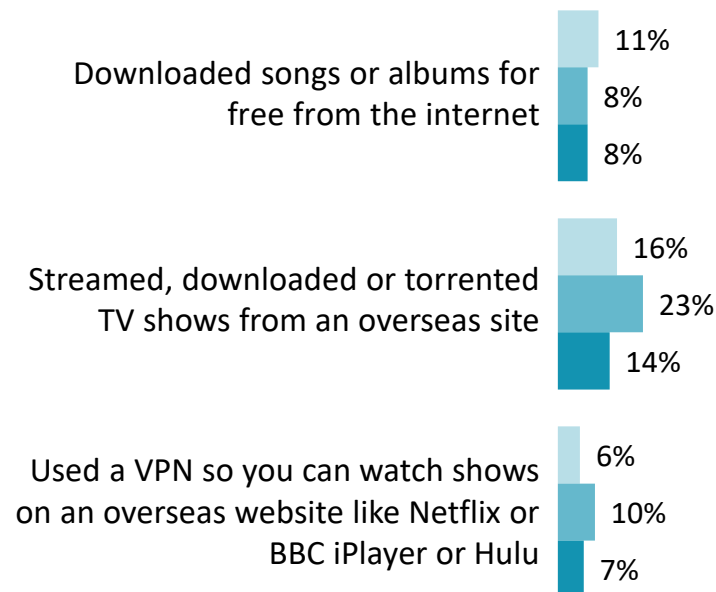 Downloaded songs or albums for
free from the internet
11%
8%
8%
Streamed, downloaded or torrented
TV shows from an overseas site
16%
23%
14%
Used a VPN so you can watch shows
on an overseas website like Netflix or
BBC iPlayer or Hulu
6%
10%
7%